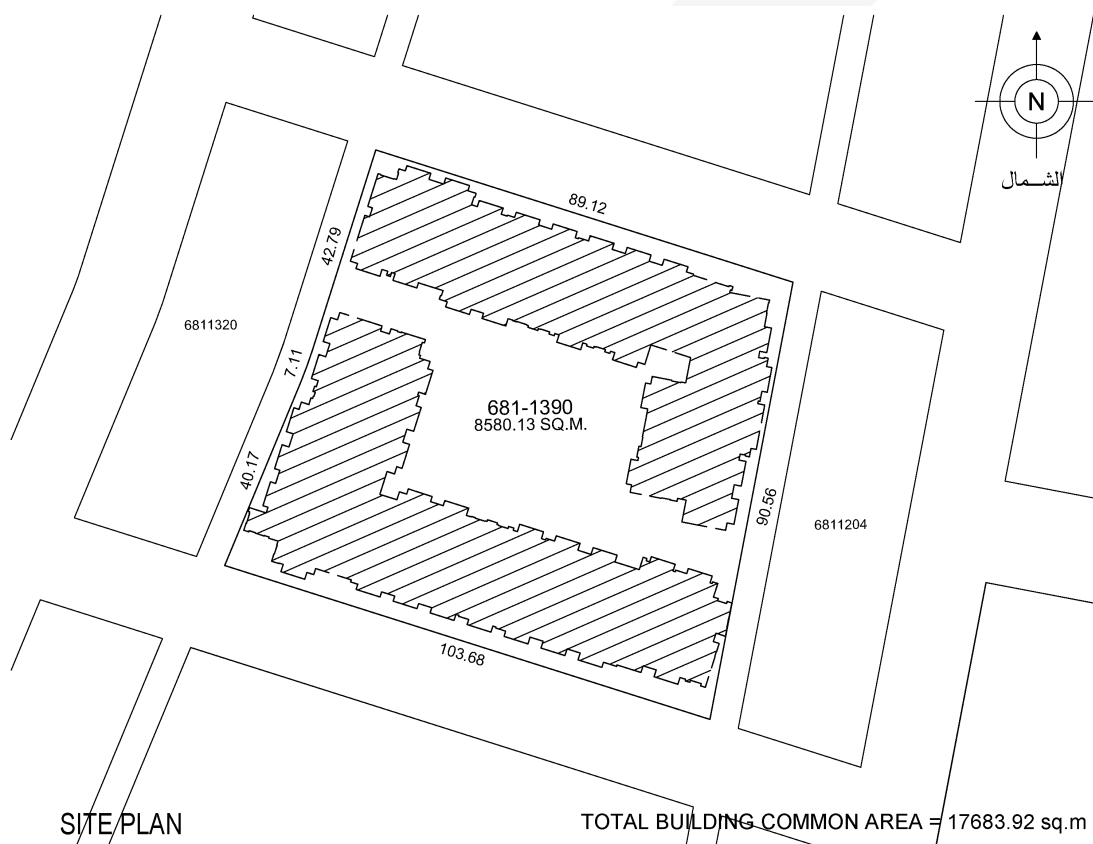 N
الشـمال
89.12
42.79
6811320
7.11
681-1390
8580.13 SQ.M.
40.17
90.56
6811204
103.68
SITE PLAN
TOTAL BUILDING COMMON AREA = 17683.92 sq.m